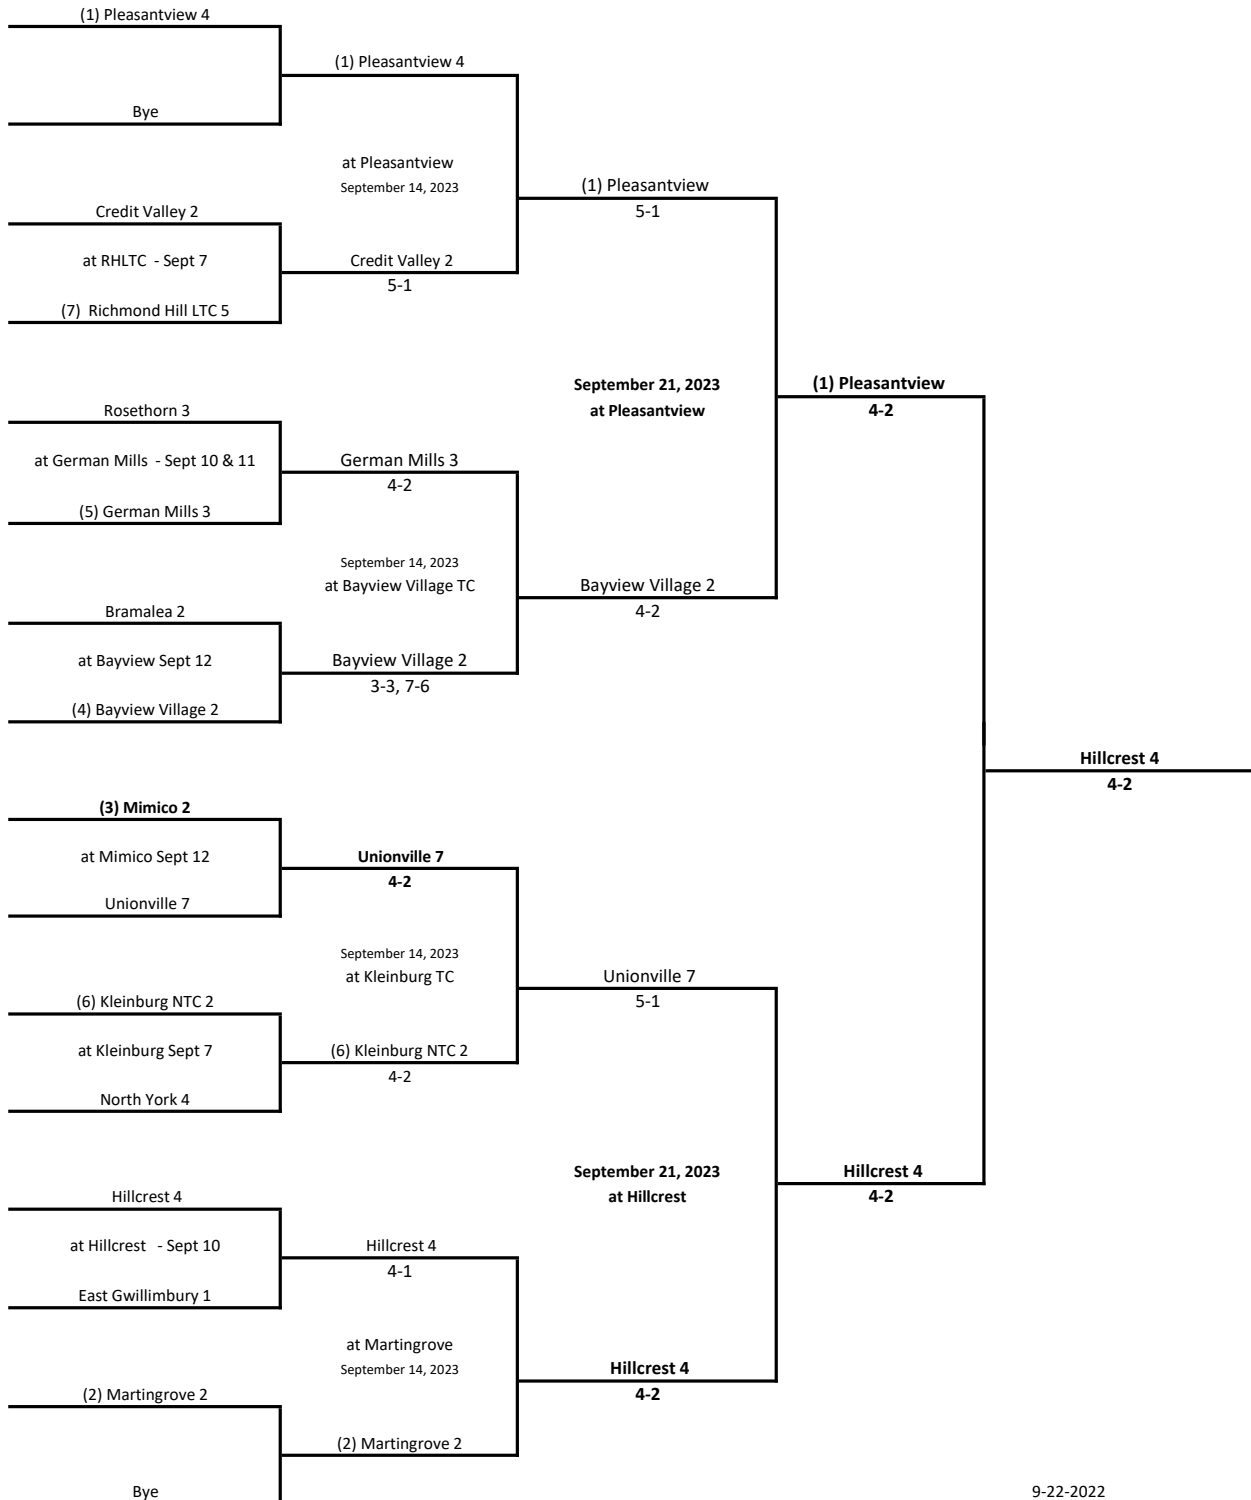 (1) Pleasantview 4
(1) Pleasantview 4
Bye
at Pleasantview
September 14, 2023
(1) Pleasantview
5-1
Credit Valley 2
at RHLTC - Sept 7
Credit Valley 2
5-1
(7) Richmond Hill LTC 5
September 21, 2023
at Pleasantview
(1) Pleasantview
4-2
Rosethorn 3
at German Mills - Sept 10 & 11
German Mills 3
4-2
(5) German Mills 3
September 14, 2023
at Bayview Village TC
Bayview Village 2
4-2
Bramalea 2
at Bayview Sept 12
Bayview Village 2
3-3, 7-6
(4) Bayview Village 2
Hillcrest 4
4-2
(3) Mimico 2
at Mimico Sept 12
Unionville 7
4-2
Unionville 7
September 14, 2023
at Kleinburg TC
Unionville 7
5-1
(6) Kleinburg NTC 2
at Kleinburg Sept 7
(6) Kleinburg NTC 2
4-2
North York 4
September 21, 2023
at Hillcrest
Hillcrest 4
4-2
Hillcrest 4
at Hillcrest - Sept 10
Hillcrest 4
4-1
East Gwillimbury 1
at Martingrove
September 14, 2023
Hillcrest 4
4-2
(2) Martingrove 2
(2) Martingrove 2
Bye
9-22-2022